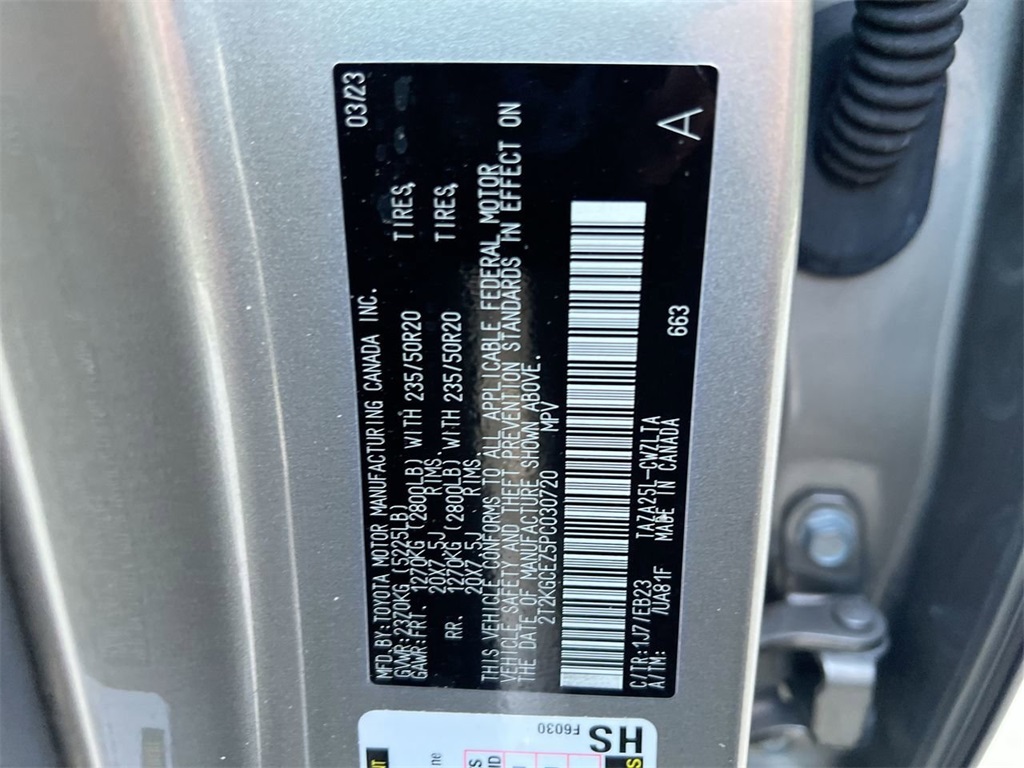 MFD.BY:TOYOTA MOTOR MANUFACTURING CANADA INC. 03/23
GVWR:2370KG (5225LB)
GAWR:FRT. 1270KG (2800LB) WITH 235/50R20 TIRES,
20X7.5J RIMS
RR. 1270KG (2800LB) WITH 235/50R20 TIRES,
20X7.5J RIMS
THIS VEHICLE CONFORMS TO ALL APPLICABLE FEDERAL MOTOR
VEHICLE SAFETY AND THEFT PREVENTION STANDARDS IN EFFECT ON
DATE OF MANUFACTURE SHOWN ABOVE.
2T2KGCEZ5PC030720 MPV
C/TR:1J7/EB23 TAZA25L-CWZLTA 663 A
A/TM: /UA81F MADE IN CANADA
HS
F6030